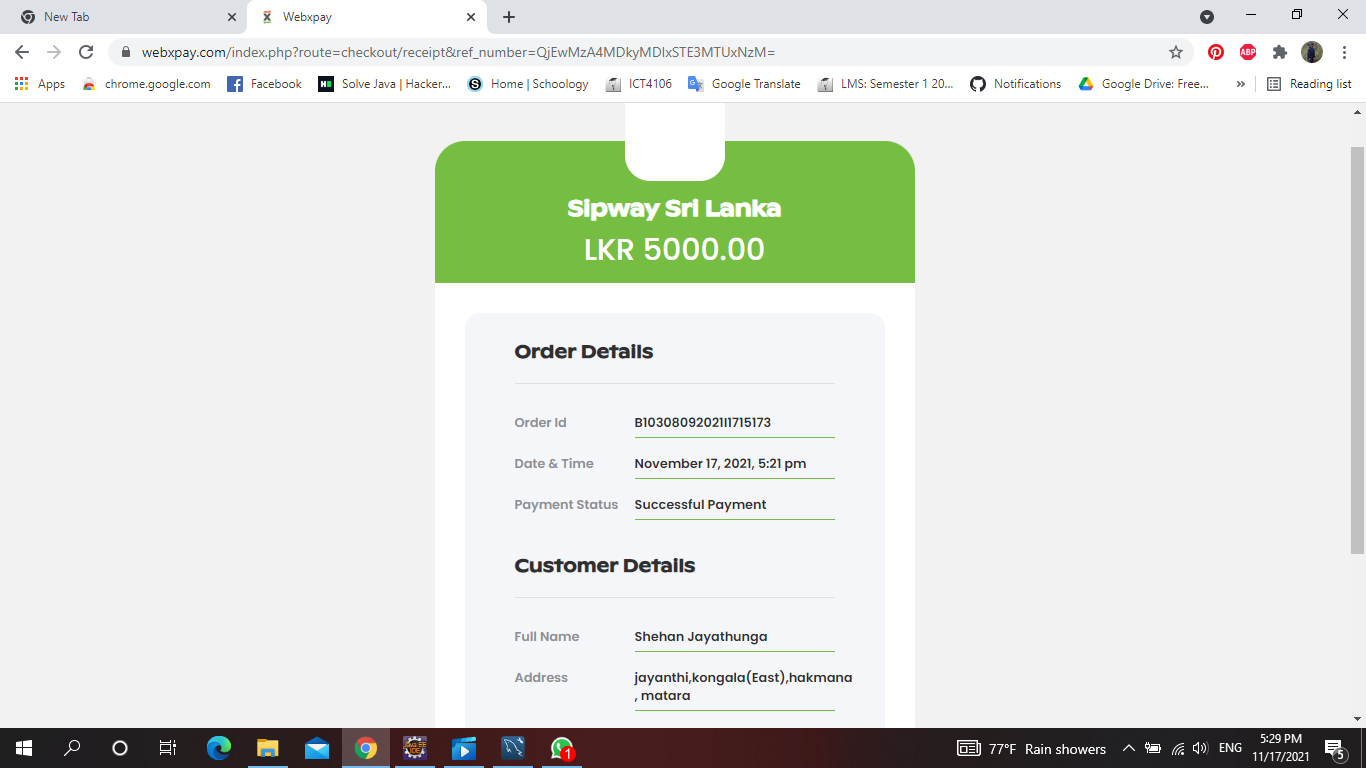 New Tab
Webxpay
webxpay.com/index.php?route=checkout/receipt&ref_number=QjEwMzA4MDkyMDIxSTE3MTUxNzM=
ABP
Apps chrome.google.com Facebook Solve Java | Hacker... Home | Schoology ICT4106 Google Translate LMS: Semester 1 20... Notifications Google Drive: Free... » Reading list
Sipway Sri Lanka
LKR 5000.00
Order Details
Order Id B10308092021I1715173
Date & Time November 17, 2021, 5:21 pm
Payment Status Successful Payment
Customer Details
Full Name Shehan Jayathunga
Address jayanthi,kongala(East),hakmana
, matara
77°F Rain showers ENG 5:29 PM
11/17/2021
1
5